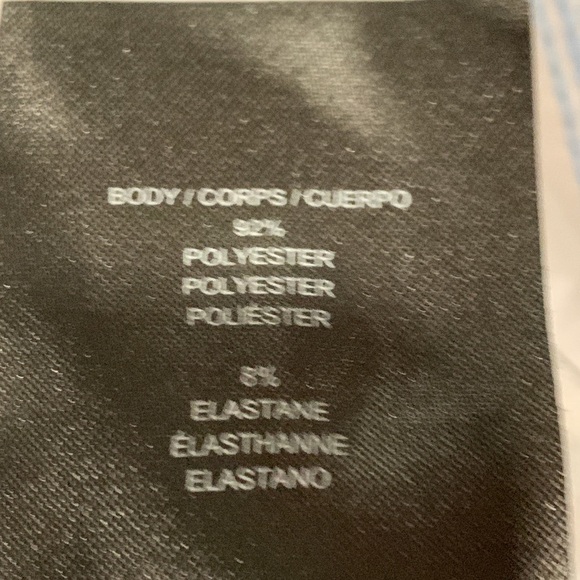 BODY / CORPS / CUERPO
92%
POLYESTER
POLYESTER
POLIÉSTER
8%
ELASTANE
ÉLASTHANNE
ELASTANO